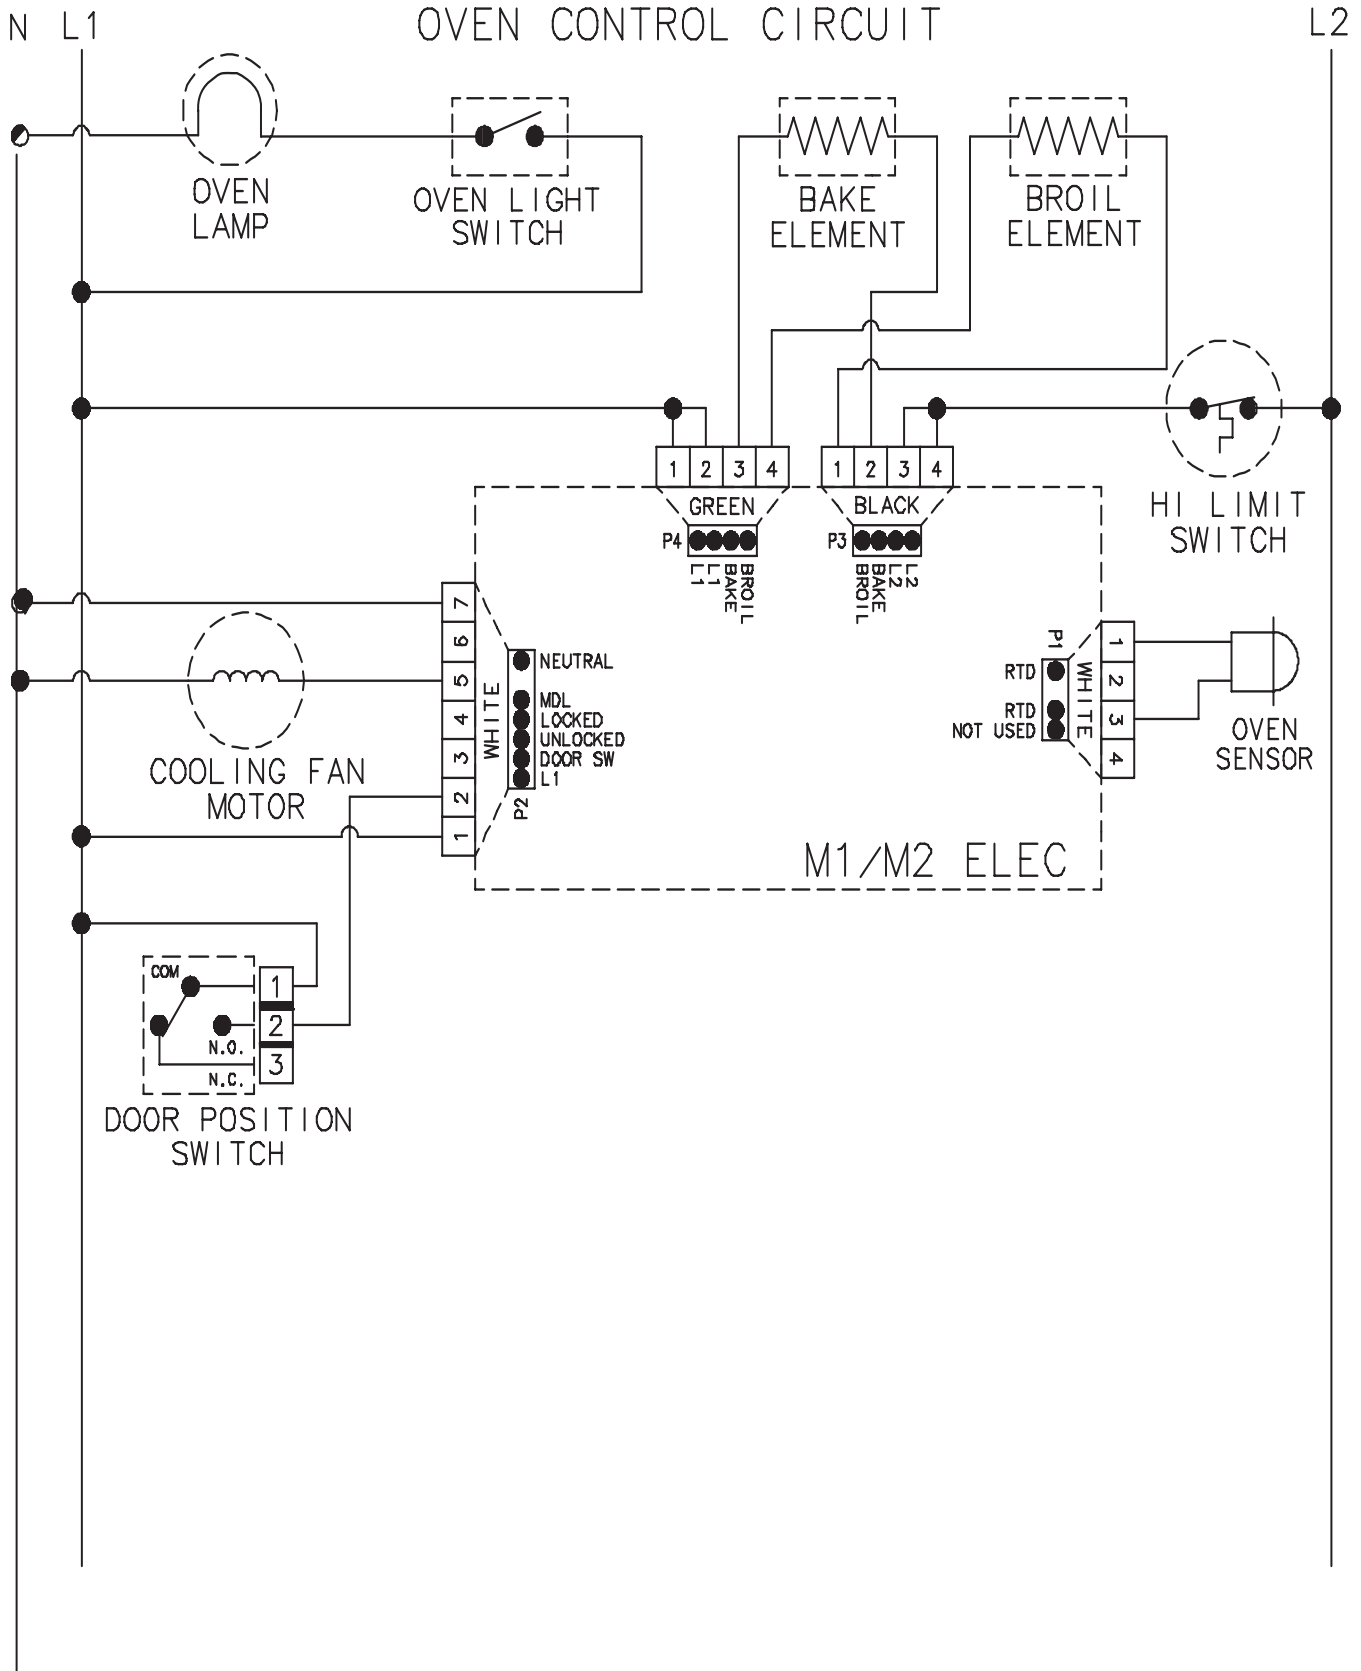 OVEN CONTROL CIRCUIT
N L1 L2
OVEN
LAMP
OVEN LIGHT
SWITCH
BAKE
ELEMENT
BROIL
ELEMENT
HI LIMIT
SWITCH
1 2 3 4
GREEN
P4
L1
L1
BAKE
BROIL
1 2 3 4
BLACK
P3
BROIL
BAKE
L2
L2
7
6
5
4
3
2
1
WHITE
NEUTRAL
MDL
LOCKED
UNLOCKED
DOOR SW
L1
P2
COOLING FAN
MOTOR
P1
RTD
RTD
NOT USED
WHITE
1
2
3
4
OVEN
SENSOR
M1/M2 ELEC
COM
N.O.
N.C.
1
2
3
DOOR POSITION
SWITCH